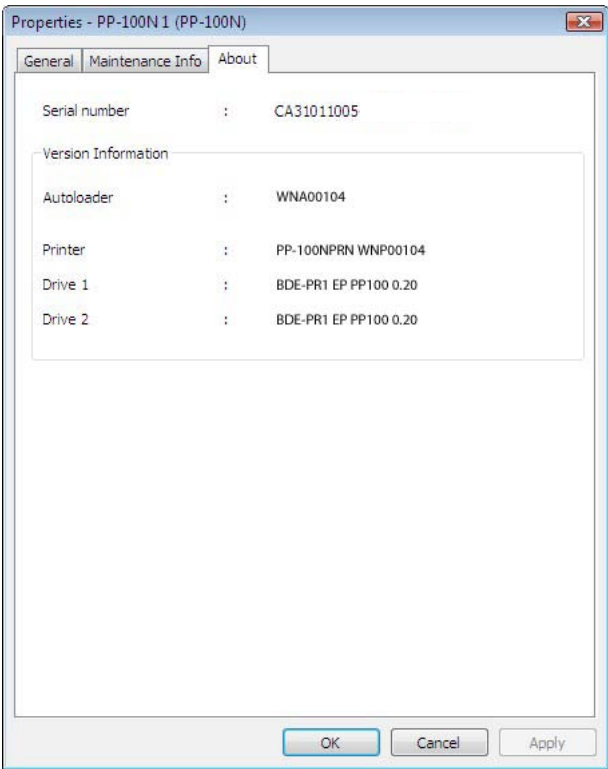 Properties - PP-100N 1 (PP-100N)
General Maintenance Info About
Serial number : CA31011005
Version Information
Autoloader : WNA00104
Printer : PP-100NPRN WNP00104
Drive 1 : BDE-PR1 EP PP100 0.20
Drive 2 : BDE-PR1 EP PP100 0.20
OK Cancel Apply